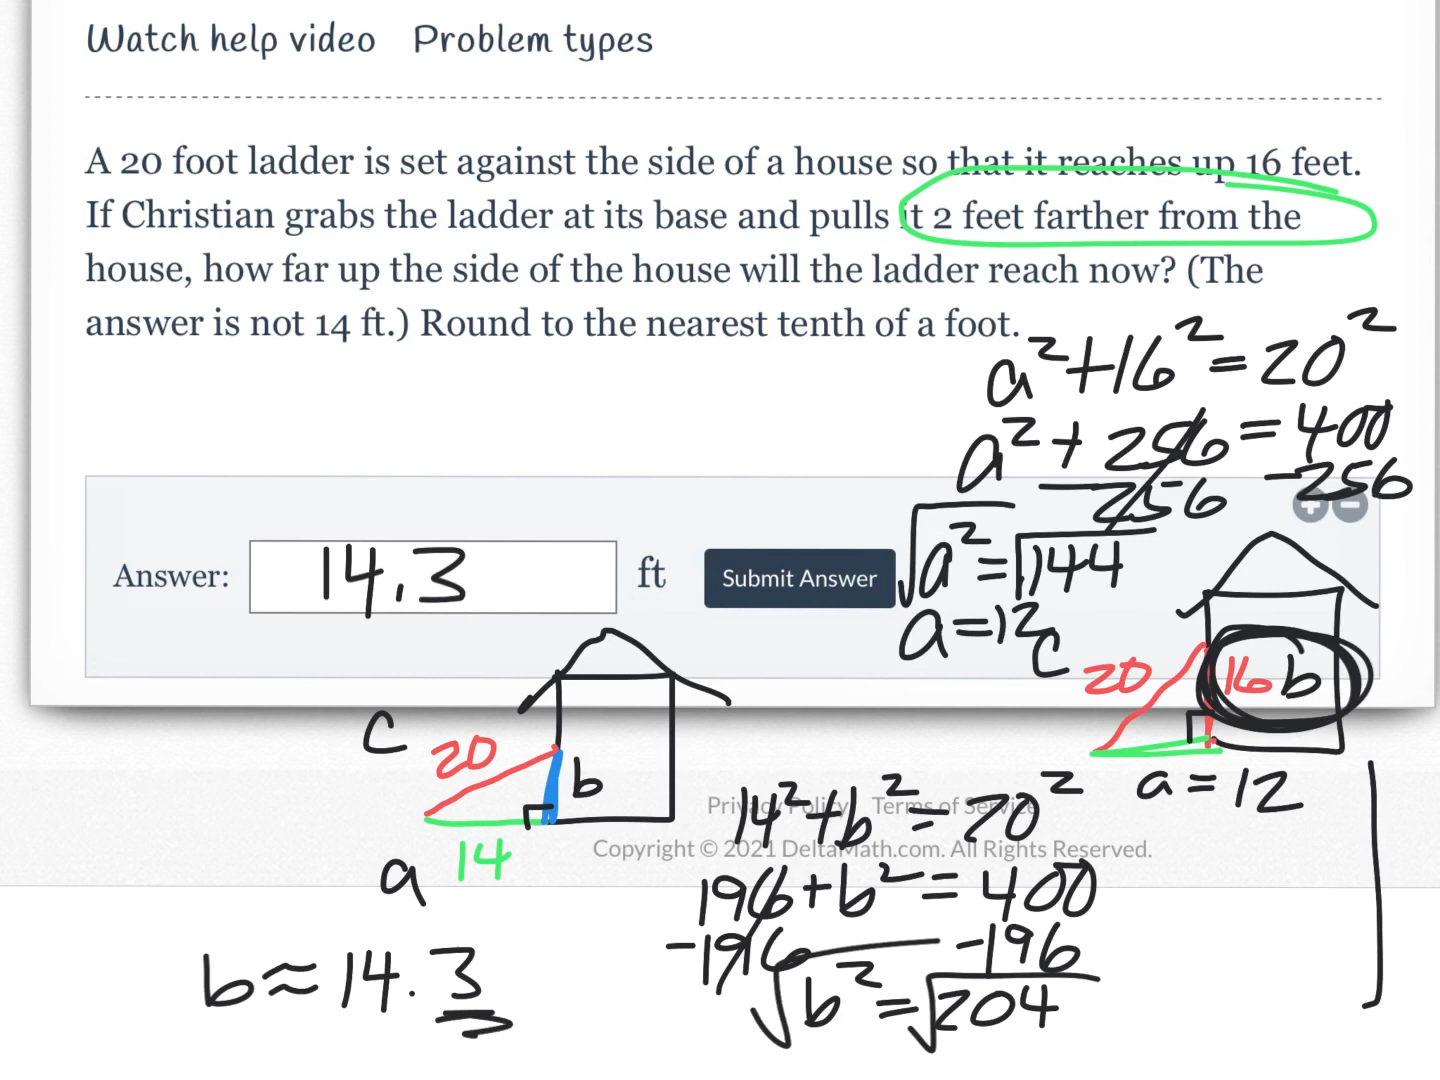 Watch help video Problem types
A 20 foot ladder is set against the side of a house so that it reaches up 16 feet.
If Christian grabs the ladder at its base and pulls it 2 feet farther from the
house, how far up the side of the house will the ladder reach now? (The
answer is not 14 ft.) Round to the nearest tenth of a foot.
a²+16²=20²
a²+256=400
-256 -256
√a²=√144
a=12
Answer: 14.3 ft Submit Answer
c 20 16 b
a=12
c 20 b
a 14
14²+b²=20²
Privacy Policy Terms of Service
Copyright © 2021 DeltaMath.com. All Rights Reserved.
196+b²=400
-196 -196
√b²=√204
b≈14.3